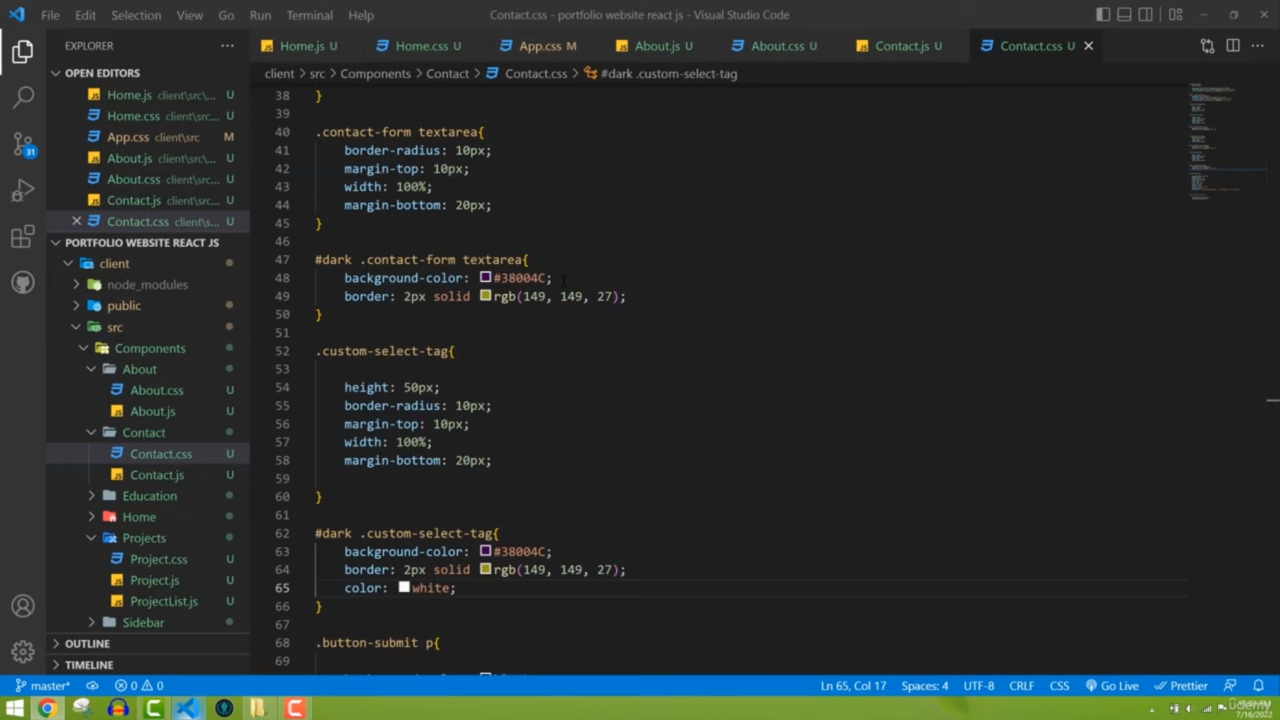 File Edit Selection View Go Run Terminal Help Contact.css - portfolio website react js - Visual Studio Code
EXPLORER
Home.js U Home.css U App.css M About.js U About.css U Contact.js U Contact.css U
OPEN EDITORS
Home.js client\src\... U
Home.css client\src\... U
App.css client\src M
About.js client\src\... U
About.css client\src... U
Contact.js client\src... U
Contact.css client\s... U
PORTFOLIO WEBSITE REACT JS
client
node_modules
public
src
Components
About
About.css U
About.js U
Contact
Contact.css U
Contact.js U
Education
Home
Projects
Project.css U
Project.js U
ProjectList.js U
Sidebar
OUTLINE
TIMELINE
client > src > Components > Contact > Contact.css > #dark .custom-select-tag
38 }
39
40 .contact-form textarea{
41 border-radius: 10px;
42 margin-top: 10px;
43 width: 100%;
44 margin-bottom: 20px;
45 }
46
47 #dark .contact-form textarea{
48 background-color: #38004C;
49 border: 2px solid rgb(149, 149, 27);
50 }
51
52 .custom-select-tag{
53
54 height: 50px;
55 border-radius: 10px;
56 margin-top: 10px;
57 width: 100%;
58 margin-bottom: 20px;
59
60 }
61
62 #dark .custom-select-tag{
63 background-color: #38004C;
64 border: 2px solid rgb(149, 149, 27);
65 color: white;
66 }
67
68 .button-submit p{
69
31
master* 0 0 Ln 65, Col 17 Spaces: 4 UTF-8 CRLF CSS Go Live Prettier
udemy
7/16/2022